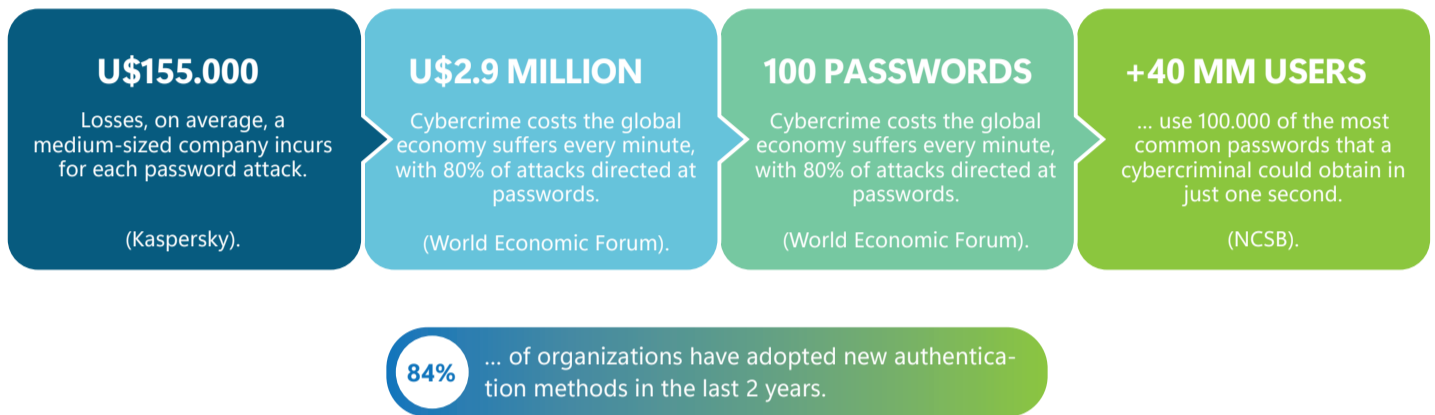 U$155.000
Losses, on average, a
medium-sized company incurs
for each password attack.
(Kaspersky).
U$2.9 MILLION
Cybercrime costs the global
economy suffers every minute,
with 80% of attacks directed at
passwords.
(World Economic Forum).
100 PASSWORDS
Cybercrime costs the global
economy suffers every minute,
with 80% of attacks directed at
passwords.
(World Economic Forum).
+40 MM USERS
... use 100.000 of the most
common passwords that a
cybercriminal could obtain in
just one second.
(NCSB).
84%
... of organizations have adopted new authentica-
tion methods in the last 2 years.